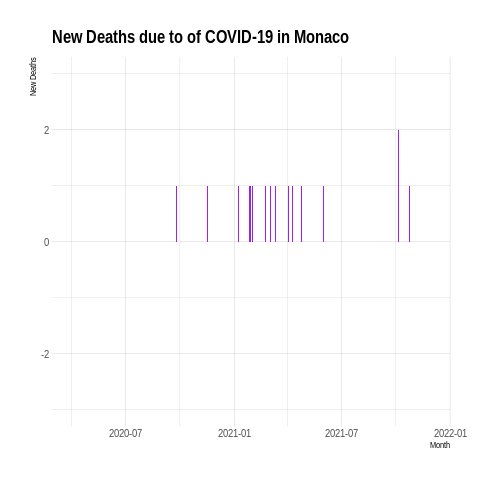 New Deaths due to of COVID-19 in Monaco
New Deaths
2
0
-2
2020-07
2021-01
2021-07
2022-01
Month